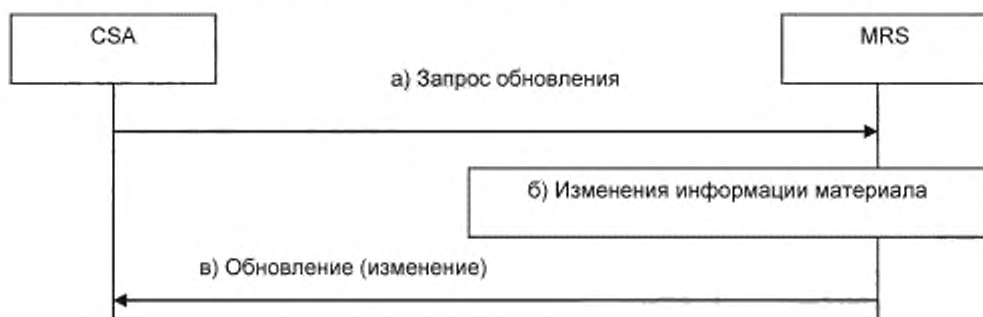 CSA
MRS
а) Запрос обновления
б) Изменения информации материала
в) Обновление (изменение)